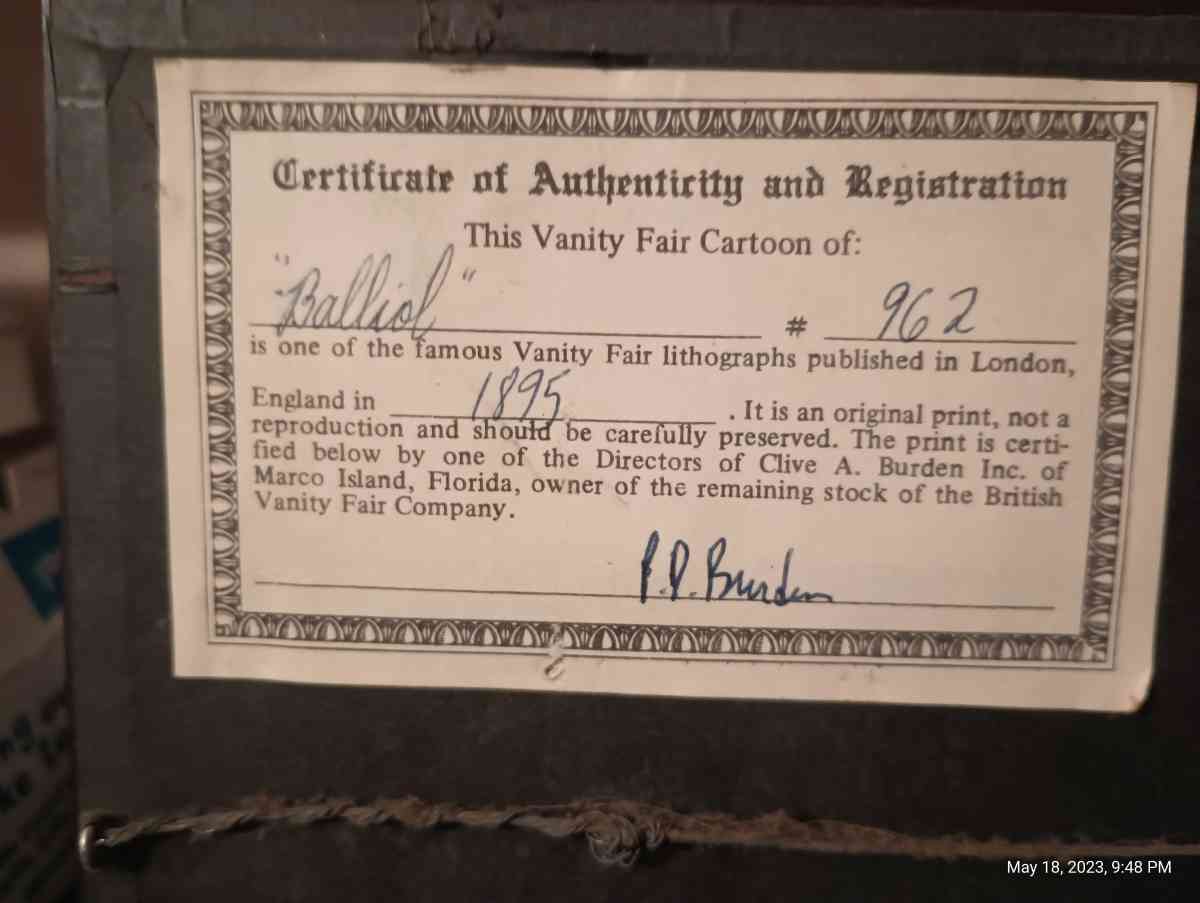 Certificate of Authenticity and Registration
This Vanity Fair Cartoon of:
"Balliol" # 962
is one of the famous Vanity Fair lithographs published in London,
England in 1895 . It is an original print, not a
reproduction and should be carefully preserved. The print is certi-
fied below by one of the Directors of Clive A. Burden Inc. of
Marco Island, Florida, owner of the remaining stock of the British
Vanity Fair Company.
P.D. Burden
May 18, 2023, 9:48 PM